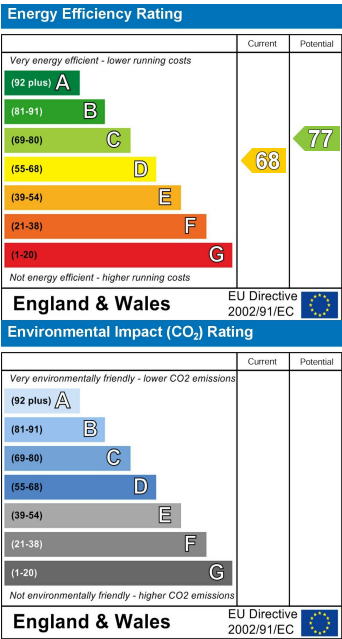 Energy Efficiency Rating
Current Potential
Very energy efficient - lower running costs
(92 plus) A
(81-91) B
(69-80) C
77
(55-68) D
68
(39-54) E
(21-38) F
(1-20) G
Not energy efficient - higher running costs
England & Wales
EU Directive
2002/91/EC
Environmental Impact (CO₂) Rating
Current Potential
Very environmentally friendly - lower CO2 emissions
(92 plus) A
(81-91) B
(69-80) C
(55-68) D
(39-54) E
(21-38) F
(1-20) G
Not environmentally friendly - higher CO2 emissions
England & Wales
EU Directive
2002/91/EC